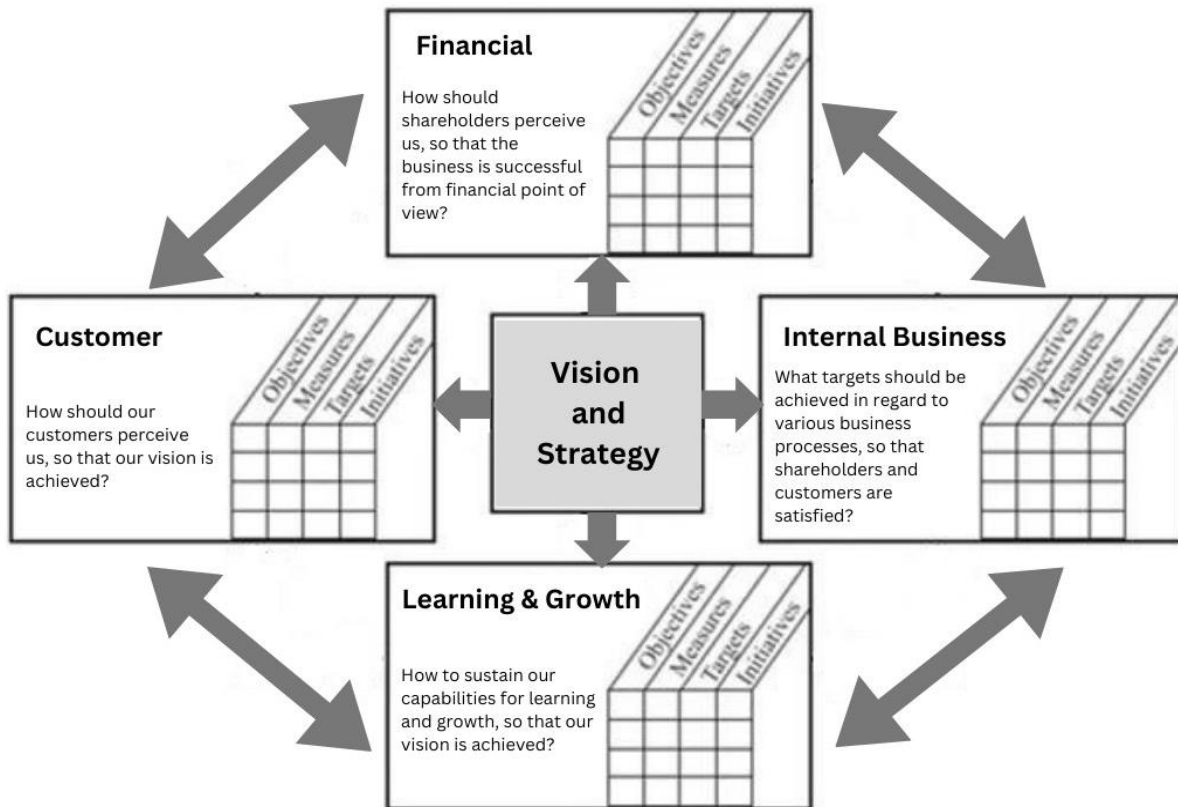 Financial
How should
shareholders perceive
us, so that the
business is successful
from financial point of
view?
Objectives
Measures
Targets
Initiatives
Customer
How should our
customers perceive
us, so that our vision is
achieved?
Objectives
Measures
Targets
Initiatives
Vision
and
Strategy
Internal Business
What targets should be
achieved in regard to
various business
processes, so that
shareholders and
customers are
satisfied?
Objectives
Measures
Targets
Initiatives
Learning & Growth
How to sustain our
capabilities for learning
and growth, so that our
vision is achieved?
Objectives
Measures
Targets
Initiatives